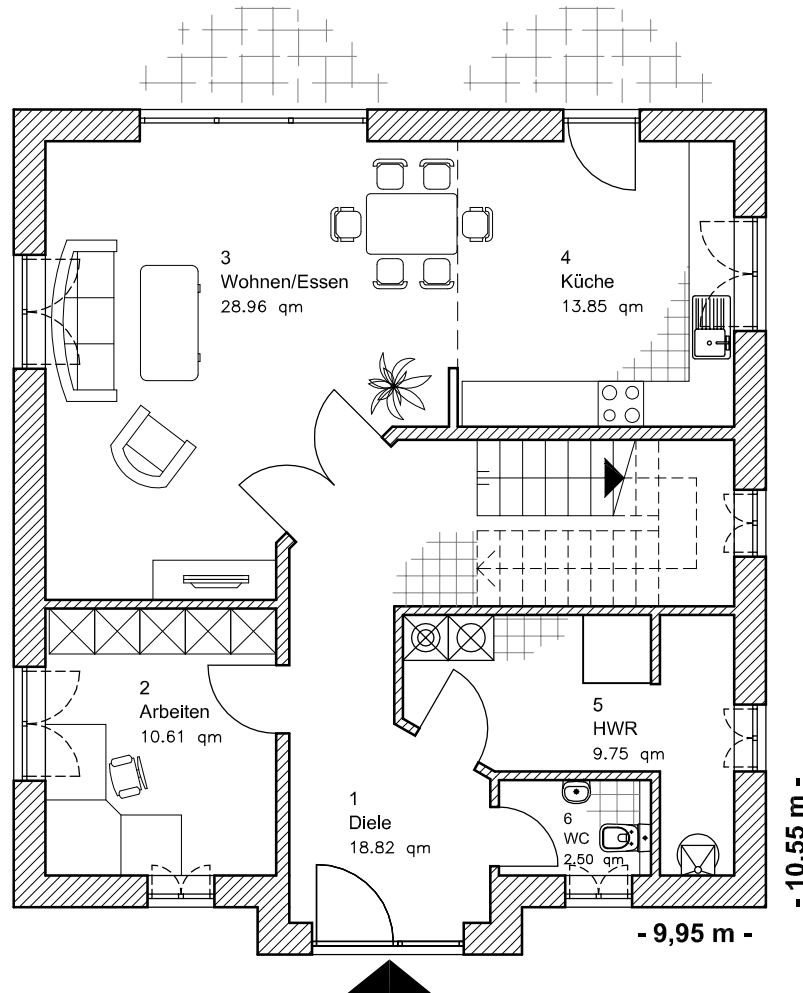 3
Wohnen/Essen
28.96 qm
4
Küche
13.85 qm
2
Arbeiten
10.61 qm
5
HWR
9.75 qm
1
Diele
18.82 qm
6
WC
2.50 qm
- 9,95 m -
- 10.55 m -